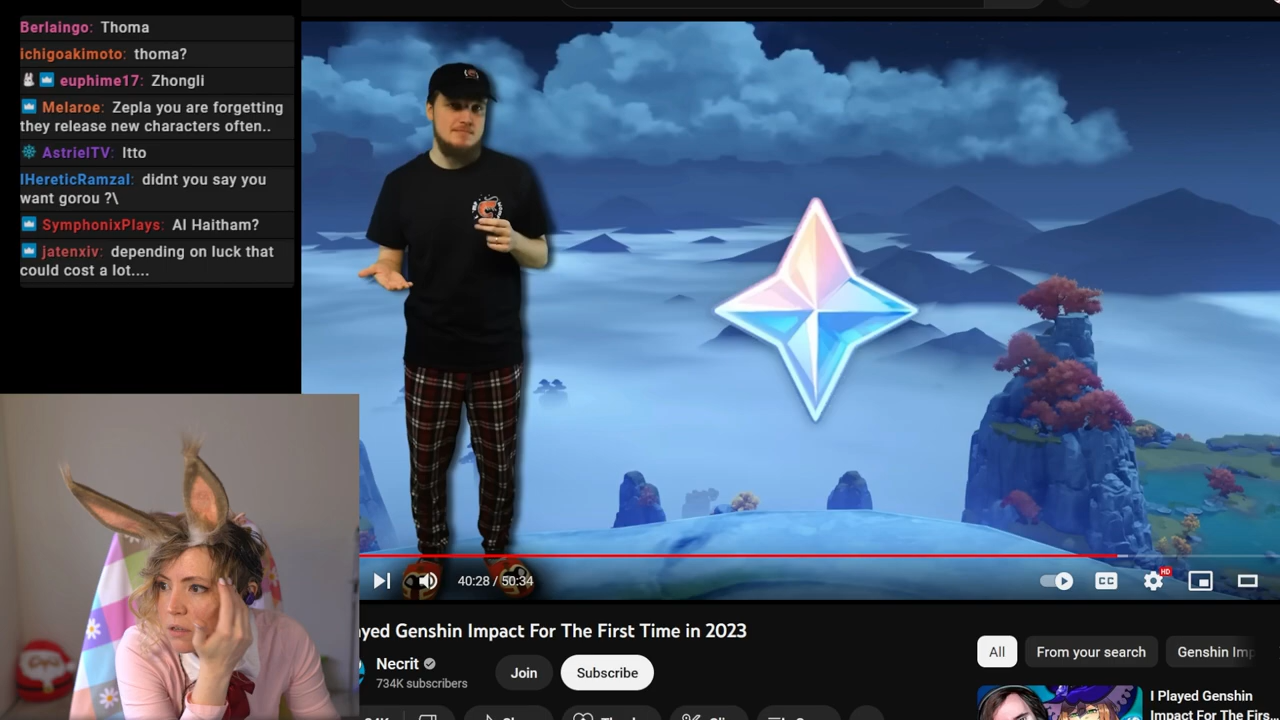 Berlaingo: Thoma
ichigoakimoto: thoma?
euphime17: Zhongli
Melaroe: Zepla you are forgetting
they release new characters often..
AstrielTV: Itto
IHereticRamzal: didnt you say you
want gorou ?\
SymphonixPlays: Al Haitham?
jatenxiv: depending on luck that
could cost a lot....
40:28 / 50:34
CC
HD
ayed Genshin Impact For The First Time in 2023
Necrit
734K subscribers
Join
Subscribe
All
From your search
Genshin Imp
I Played Genshin
Impact For The Fire